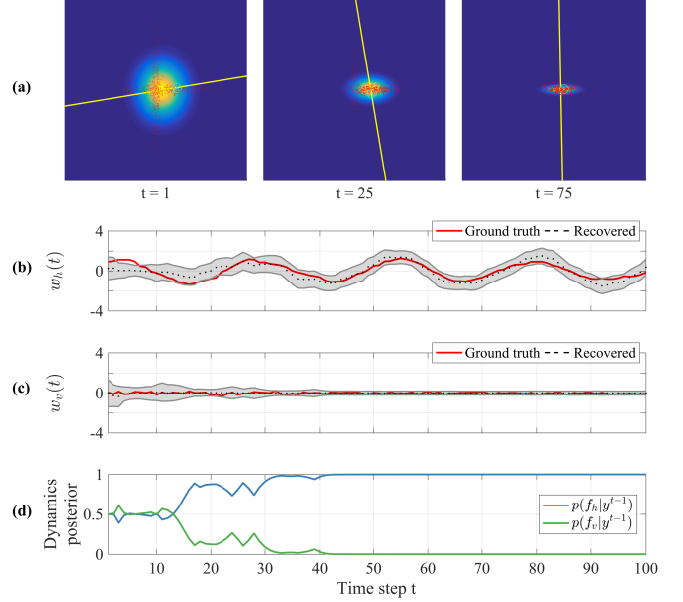 (a)
t = 1
t = 25
t = 75
4
Ground truth
Recovered
(b)
w_h(t)
0
-4
4
Ground truth
Recovered
(c)
w_v(t)
0
-4
1
(d)
Dynamics
posterior
0.5
p(f_h|y^{t−1})
p(f_v|y^{t−1})
0
10 20 30 40 50 60 70 80 90 100
Time step t